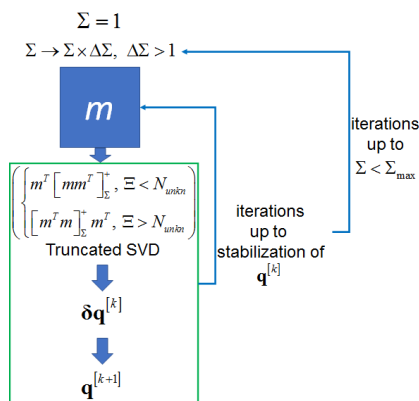 Σ = 1
Σ → Σ × ΔΣ, ΔΣ > 1
m
iterations
up to
Σ < Σ_max
( { m^T [mm^T]_Σ^+, Ξ < N_unkn
[m^T m]_Σ^+ m^T, Ξ > N_unkn )
Truncated SVD
iterations
up to
stabilization of
q^[k]
δq^[k]
q^[k+1]